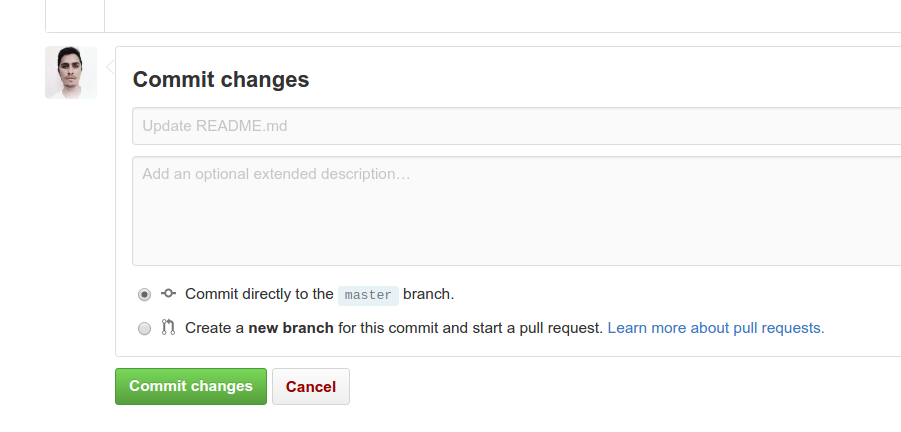 Commit changes
Update README.md
Add an optional extended description…
Commit directly to the master branch.
Create a new branch for this commit and start a pull request. Learn more about pull requests.
Commit changes Cancel